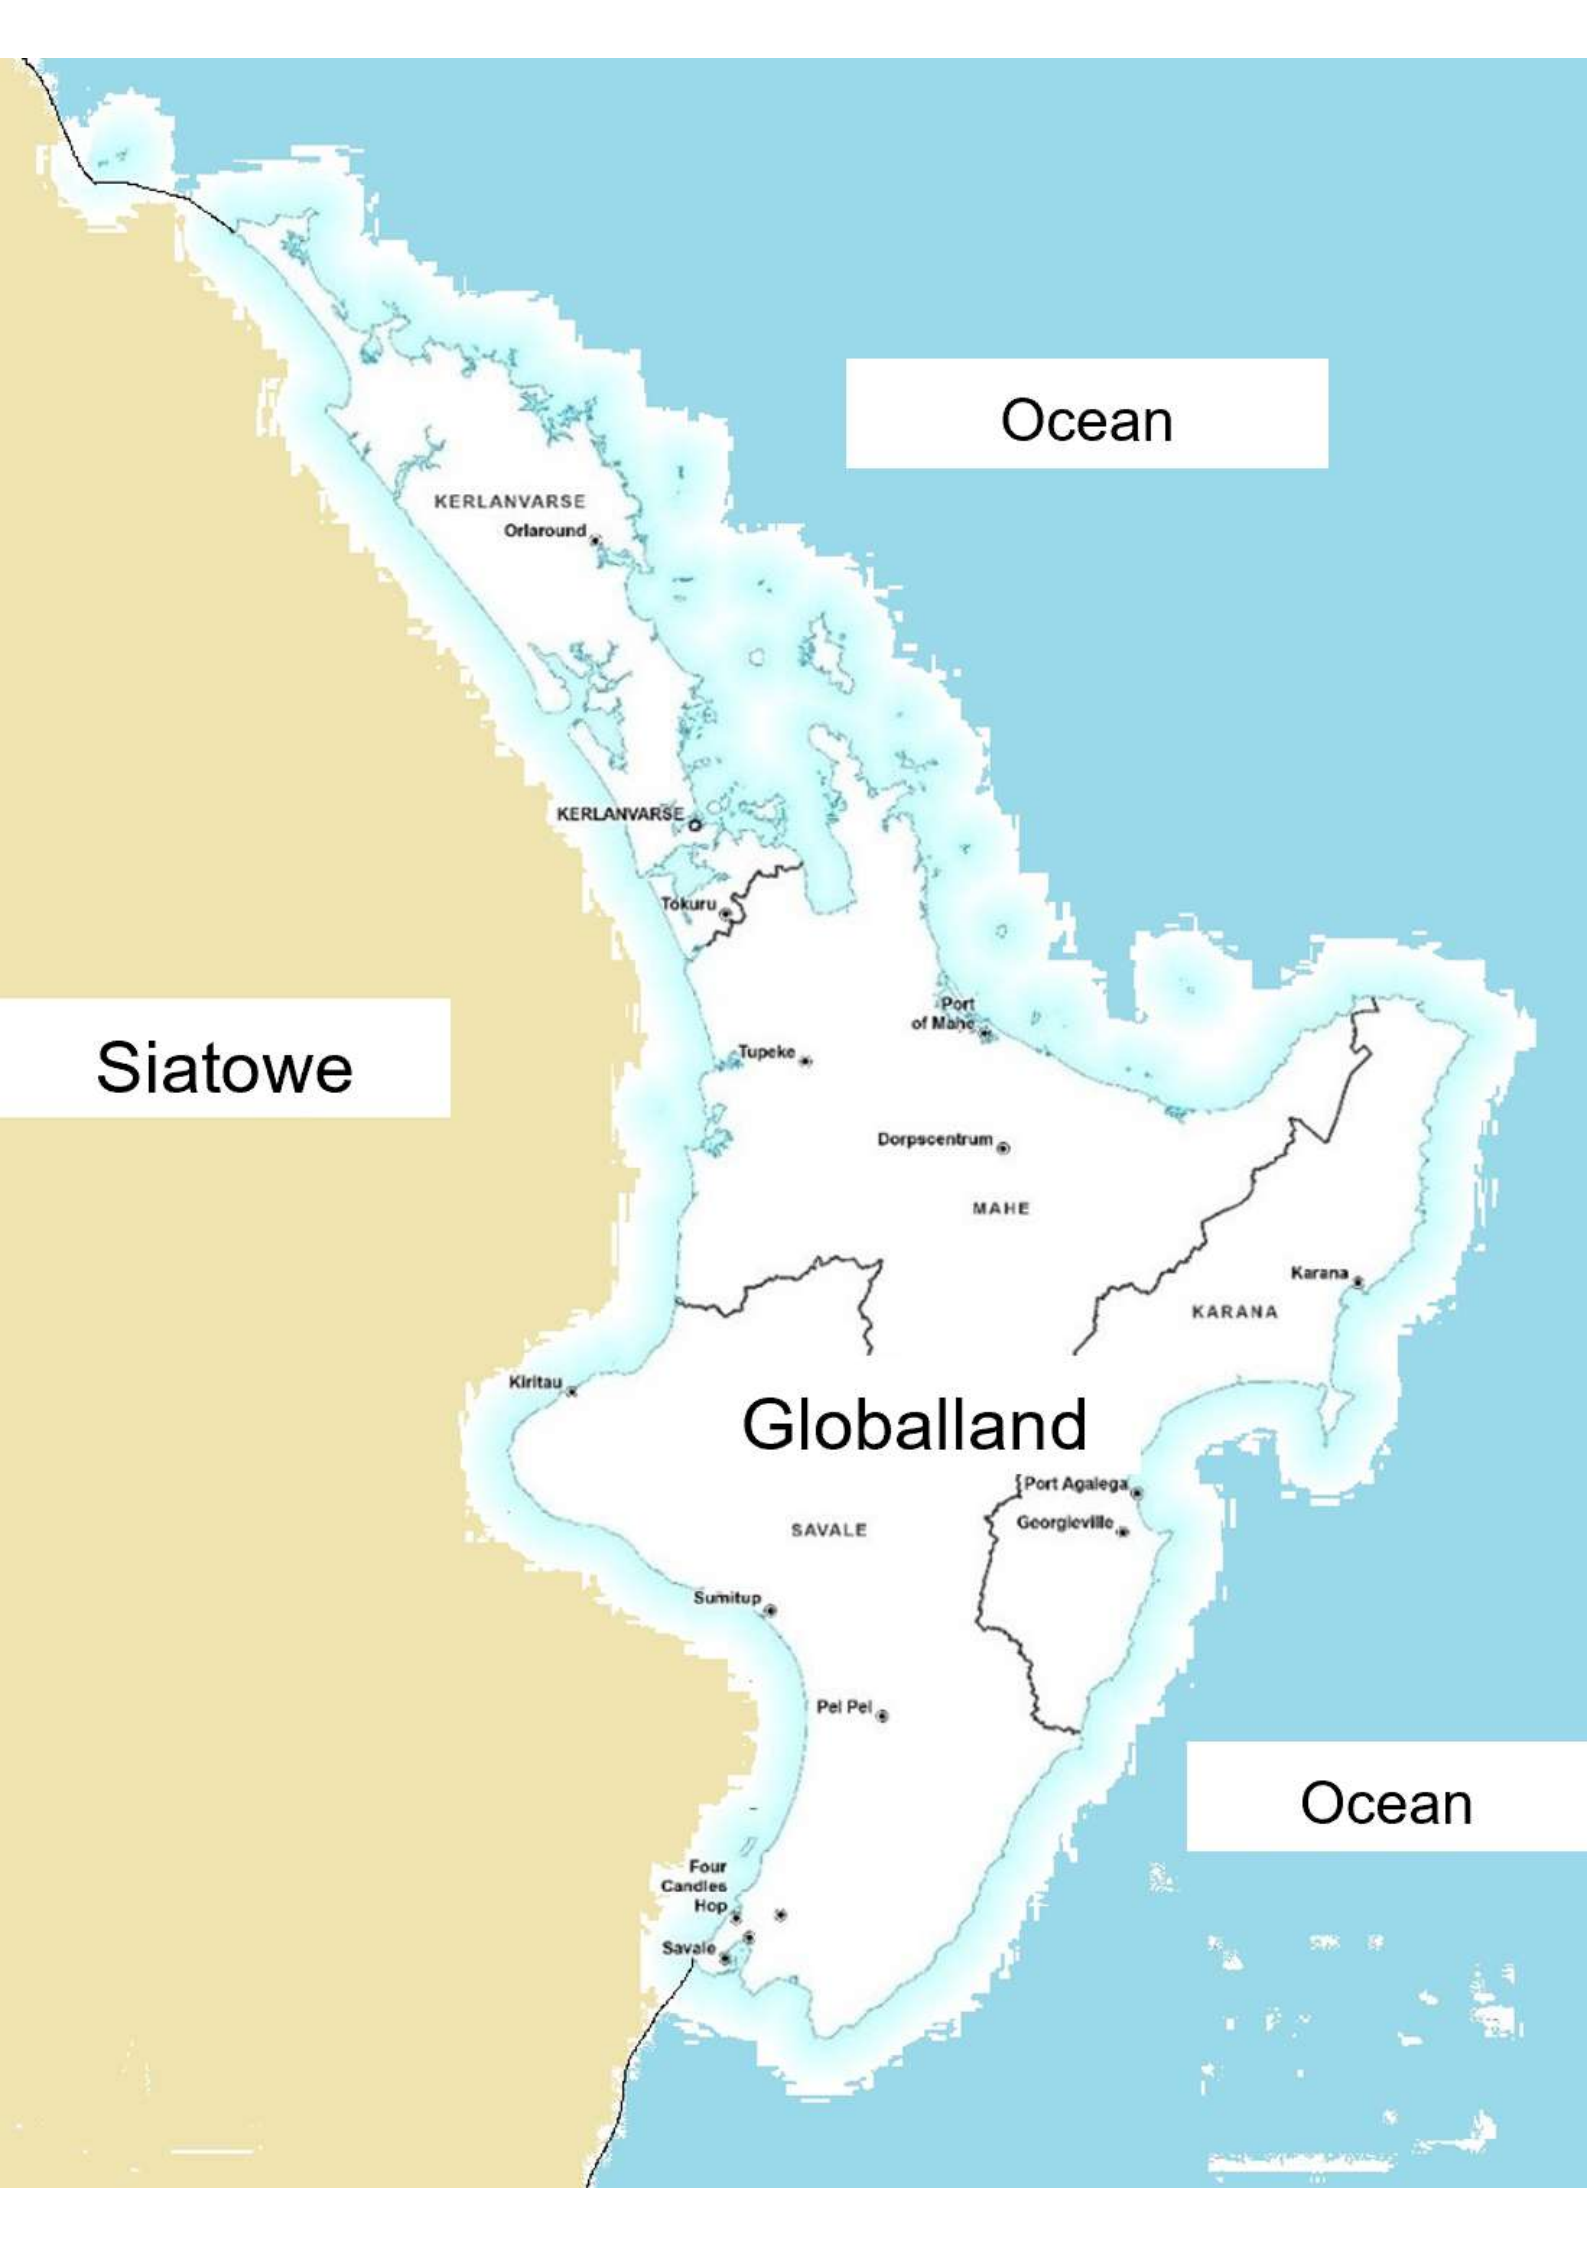 Ocean
KERLANVARSE
Orlaround
KERLANVARSE
Tokuru
Siatowe
Port
of Mahe
Tupeke
Dorpscentrum
MAHE
Karana
KARANA
Kiritau
Globalland
Port Agalega
Georgieville
SAVALE
Sumitup
Pel Pel
Ocean
Four
Candles
Hop
Savale